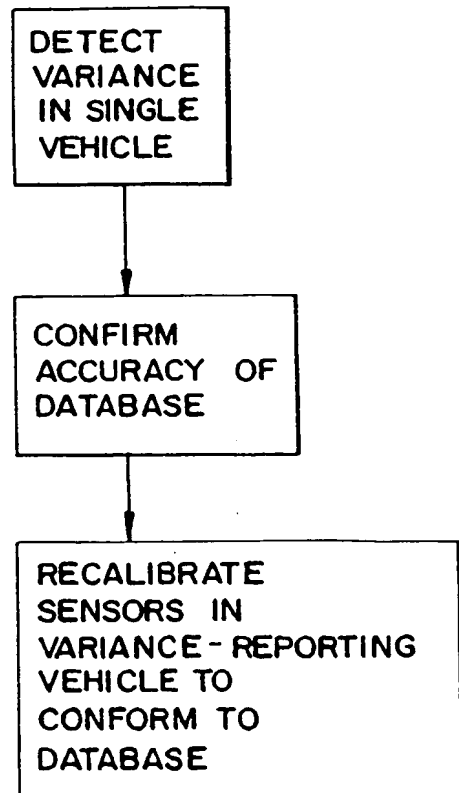 DETECT
VARIANCE
IN SINGLE
VEHICLE
CONFIRM
ACCURACY OF
DATABASE
RECALIBRATE
SENSORS IN
VARIANCE-REPORTING
VEHICLE TO
CONFORM TO
DATABASE